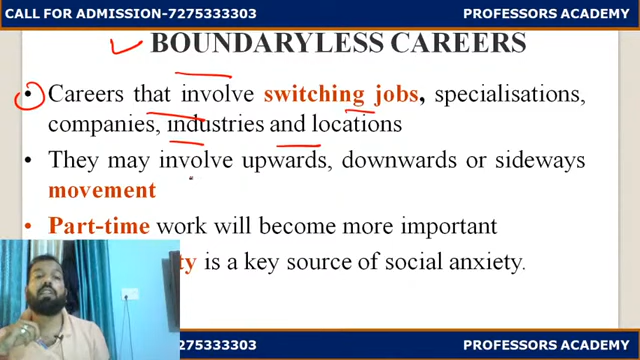 CALL FOR ADMISSION-7275333303 PROFESSORS ACADEMY
BOUNDARYLESS CAREERS
• Careers that involve switching jobs, specialisations,
companies, industries and locations
• They may involve upwards, downwards or sideways
movement
• Part-time work will become more important
is a key source of social anxiety.
7275333303 PROFESSORS ACADEMY